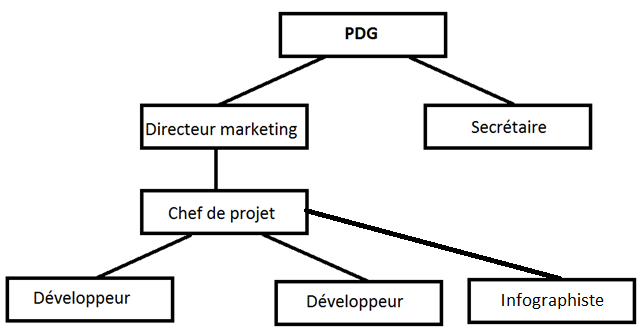 PDG
Directeur marketing
Secrétaire
Chef de projet
Développeur
Développeur
Infographiste